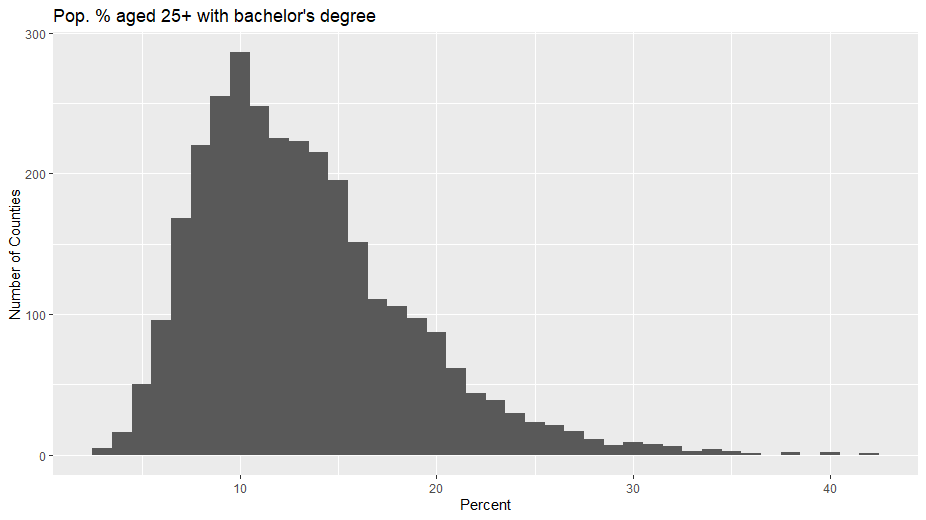 Pop. % aged 25+ with bachelor's degree
300
200
100
0
Number of Counties
10 20 30 40
Percent